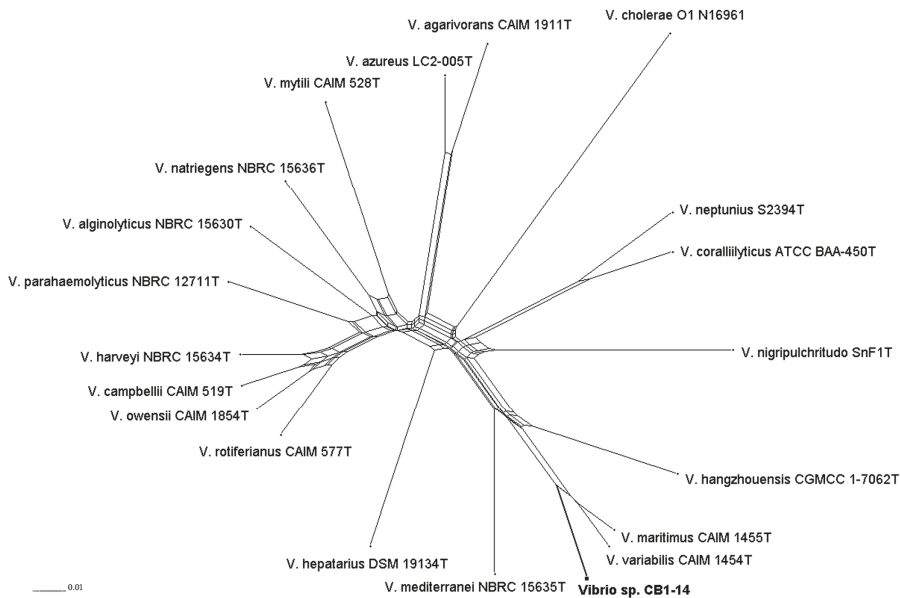 V. cholerae O1 N16961
V. agarivorans CAIM 1911T
V. azureus LC2-005T
V. mytili CAIM 528T
V. natriegens NBRC 15636T
V. neptunius S2394T
V. alginolyticus NBRC 15630T
V. coralliilyticus ATCC BAA-450T
V. parahaemolyticus NBRC 12711T
V. nigripulchritudo SnF1T
V. harveyi NBRC 15634T
V. campbellii CAIM 519T
V. owensii CAIM 1854T
V. rotiferianus CAIM 577T
V. hangzhouensis CGMCC 1-7062T
V. maritimus CAIM 1455T
V. variabilis CAIM 1454T
V. hepatarius DSM 19134T
V. mediterranei NBRC 15635T
Vibrio sp. CB1-14
0.01